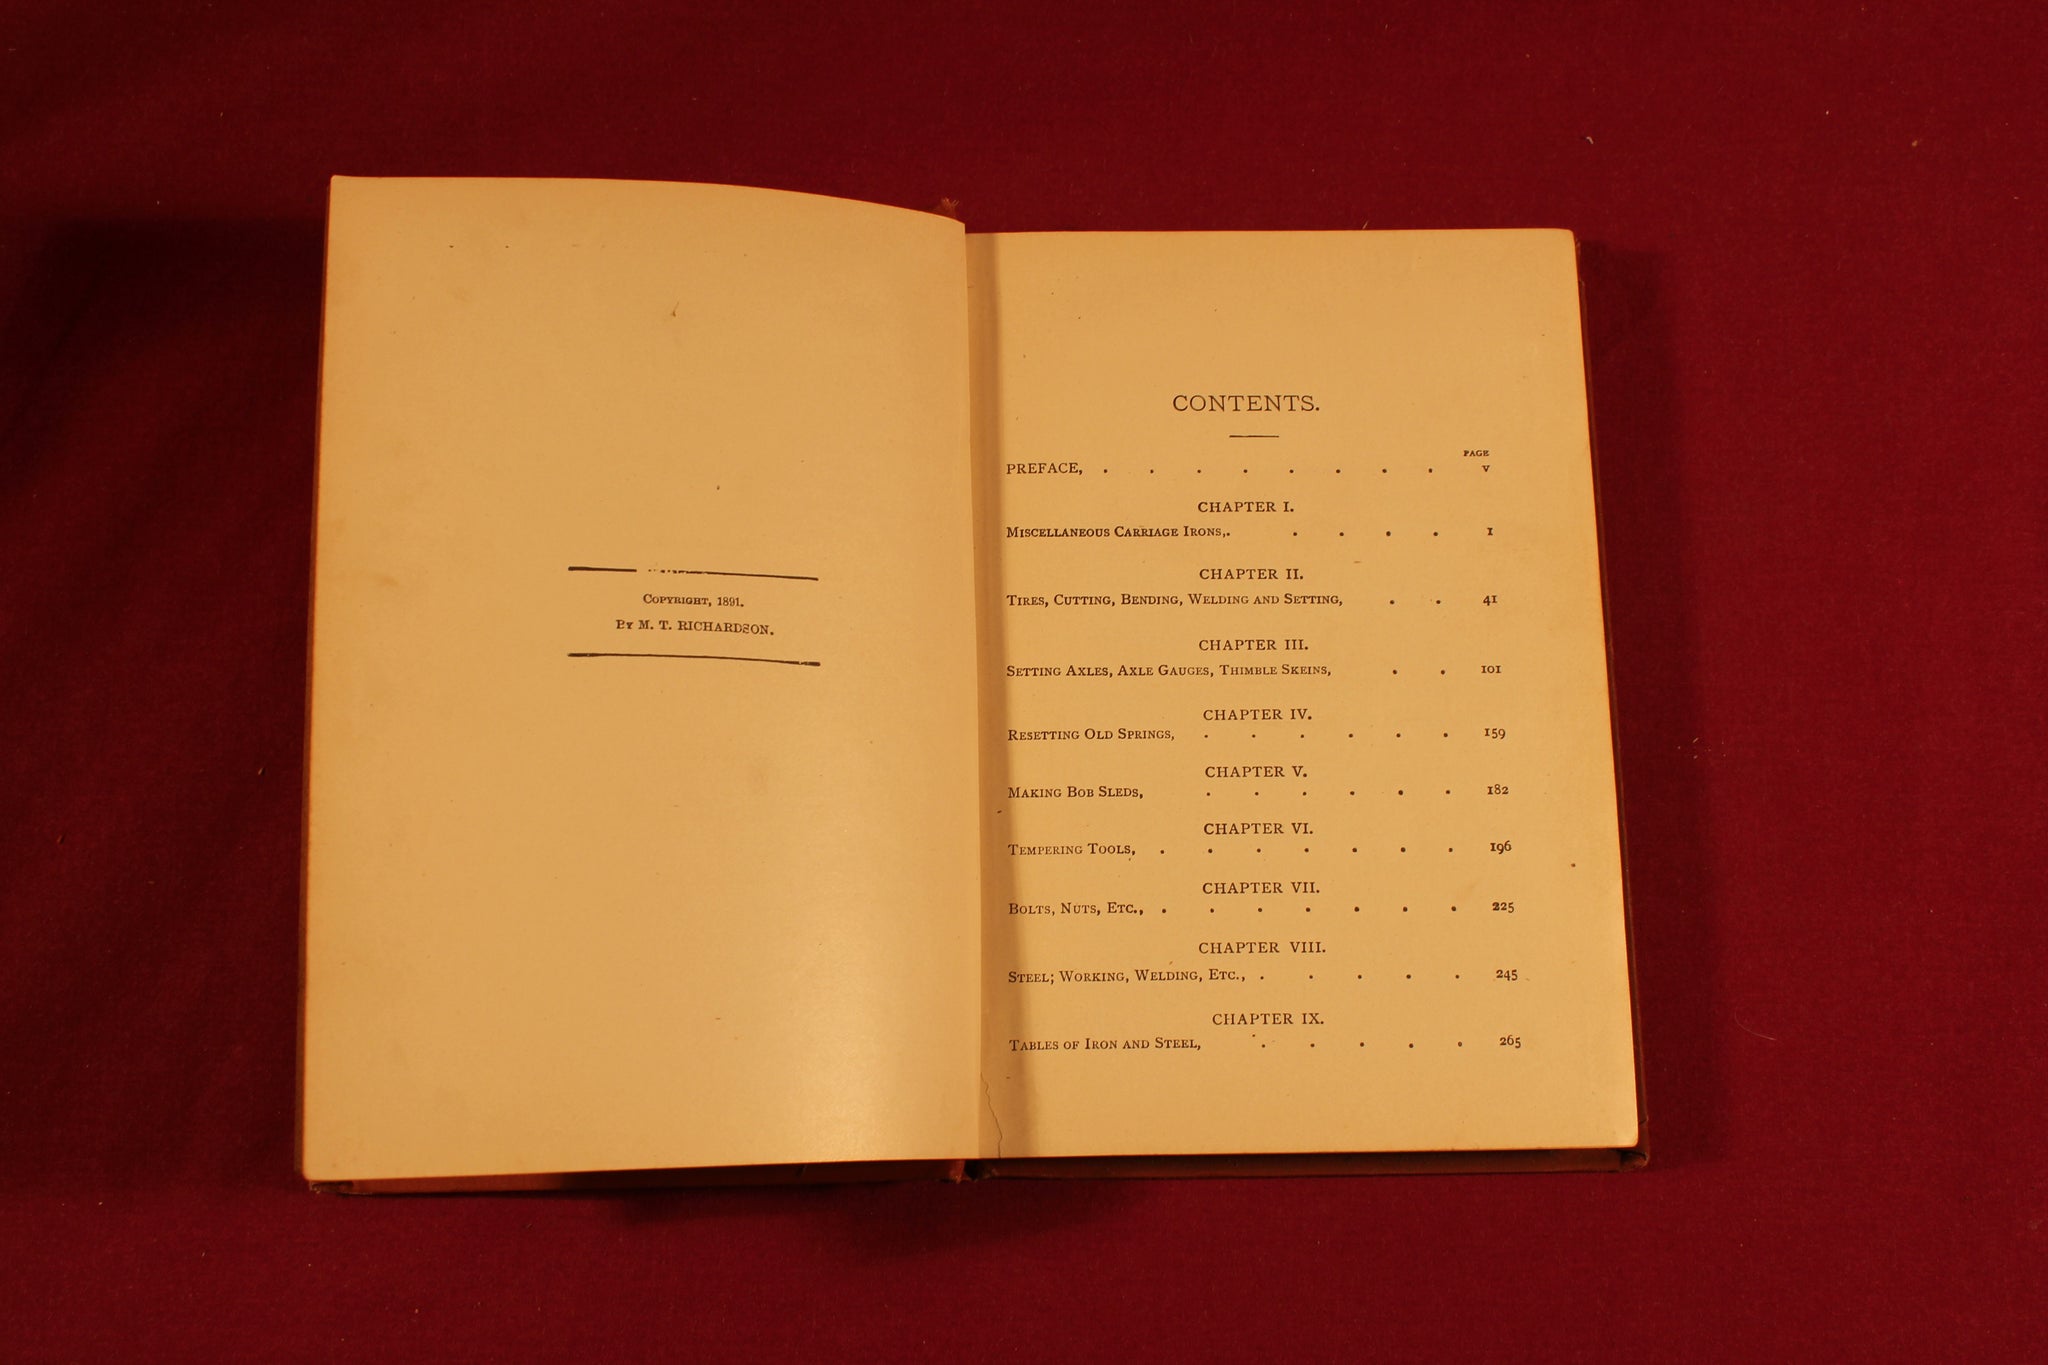 Copyright, 1891.
By M. T. RICHARDSON.
CONTENTS.
PAGE
PREFACE, . . . . . . . . v
CHAPTER I.
Miscellaneous Carriage Irons,. . . . . 1
CHAPTER II.
Tires, Cutting, Bending, Welding and Setting, . . 41
CHAPTER III.
Setting Axles, Axle Gauges, Thimble Skeins, . . 101
CHAPTER IV.
Resetting Old Springs, . . . . . . 159
CHAPTER V.
Making Bob Sleds, . . . . . . 182
CHAPTER VI.
Tempering Tools, . . . . . . . 196
CHAPTER VII.
Bolts, Nuts, Etc., . . . . . . . 225
CHAPTER VIII.
Steel; Working, Welding, Etc., . . . . . 245
CHAPTER IX.
Tables of Iron and Steel, . . . . . 265